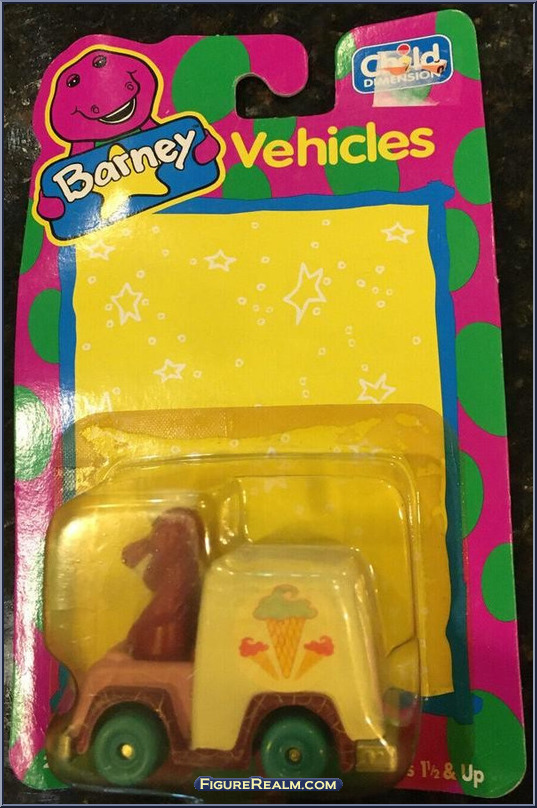 Child
DIMENSION
Barney
Vehicles
1½ & Up
FigureRealm.com